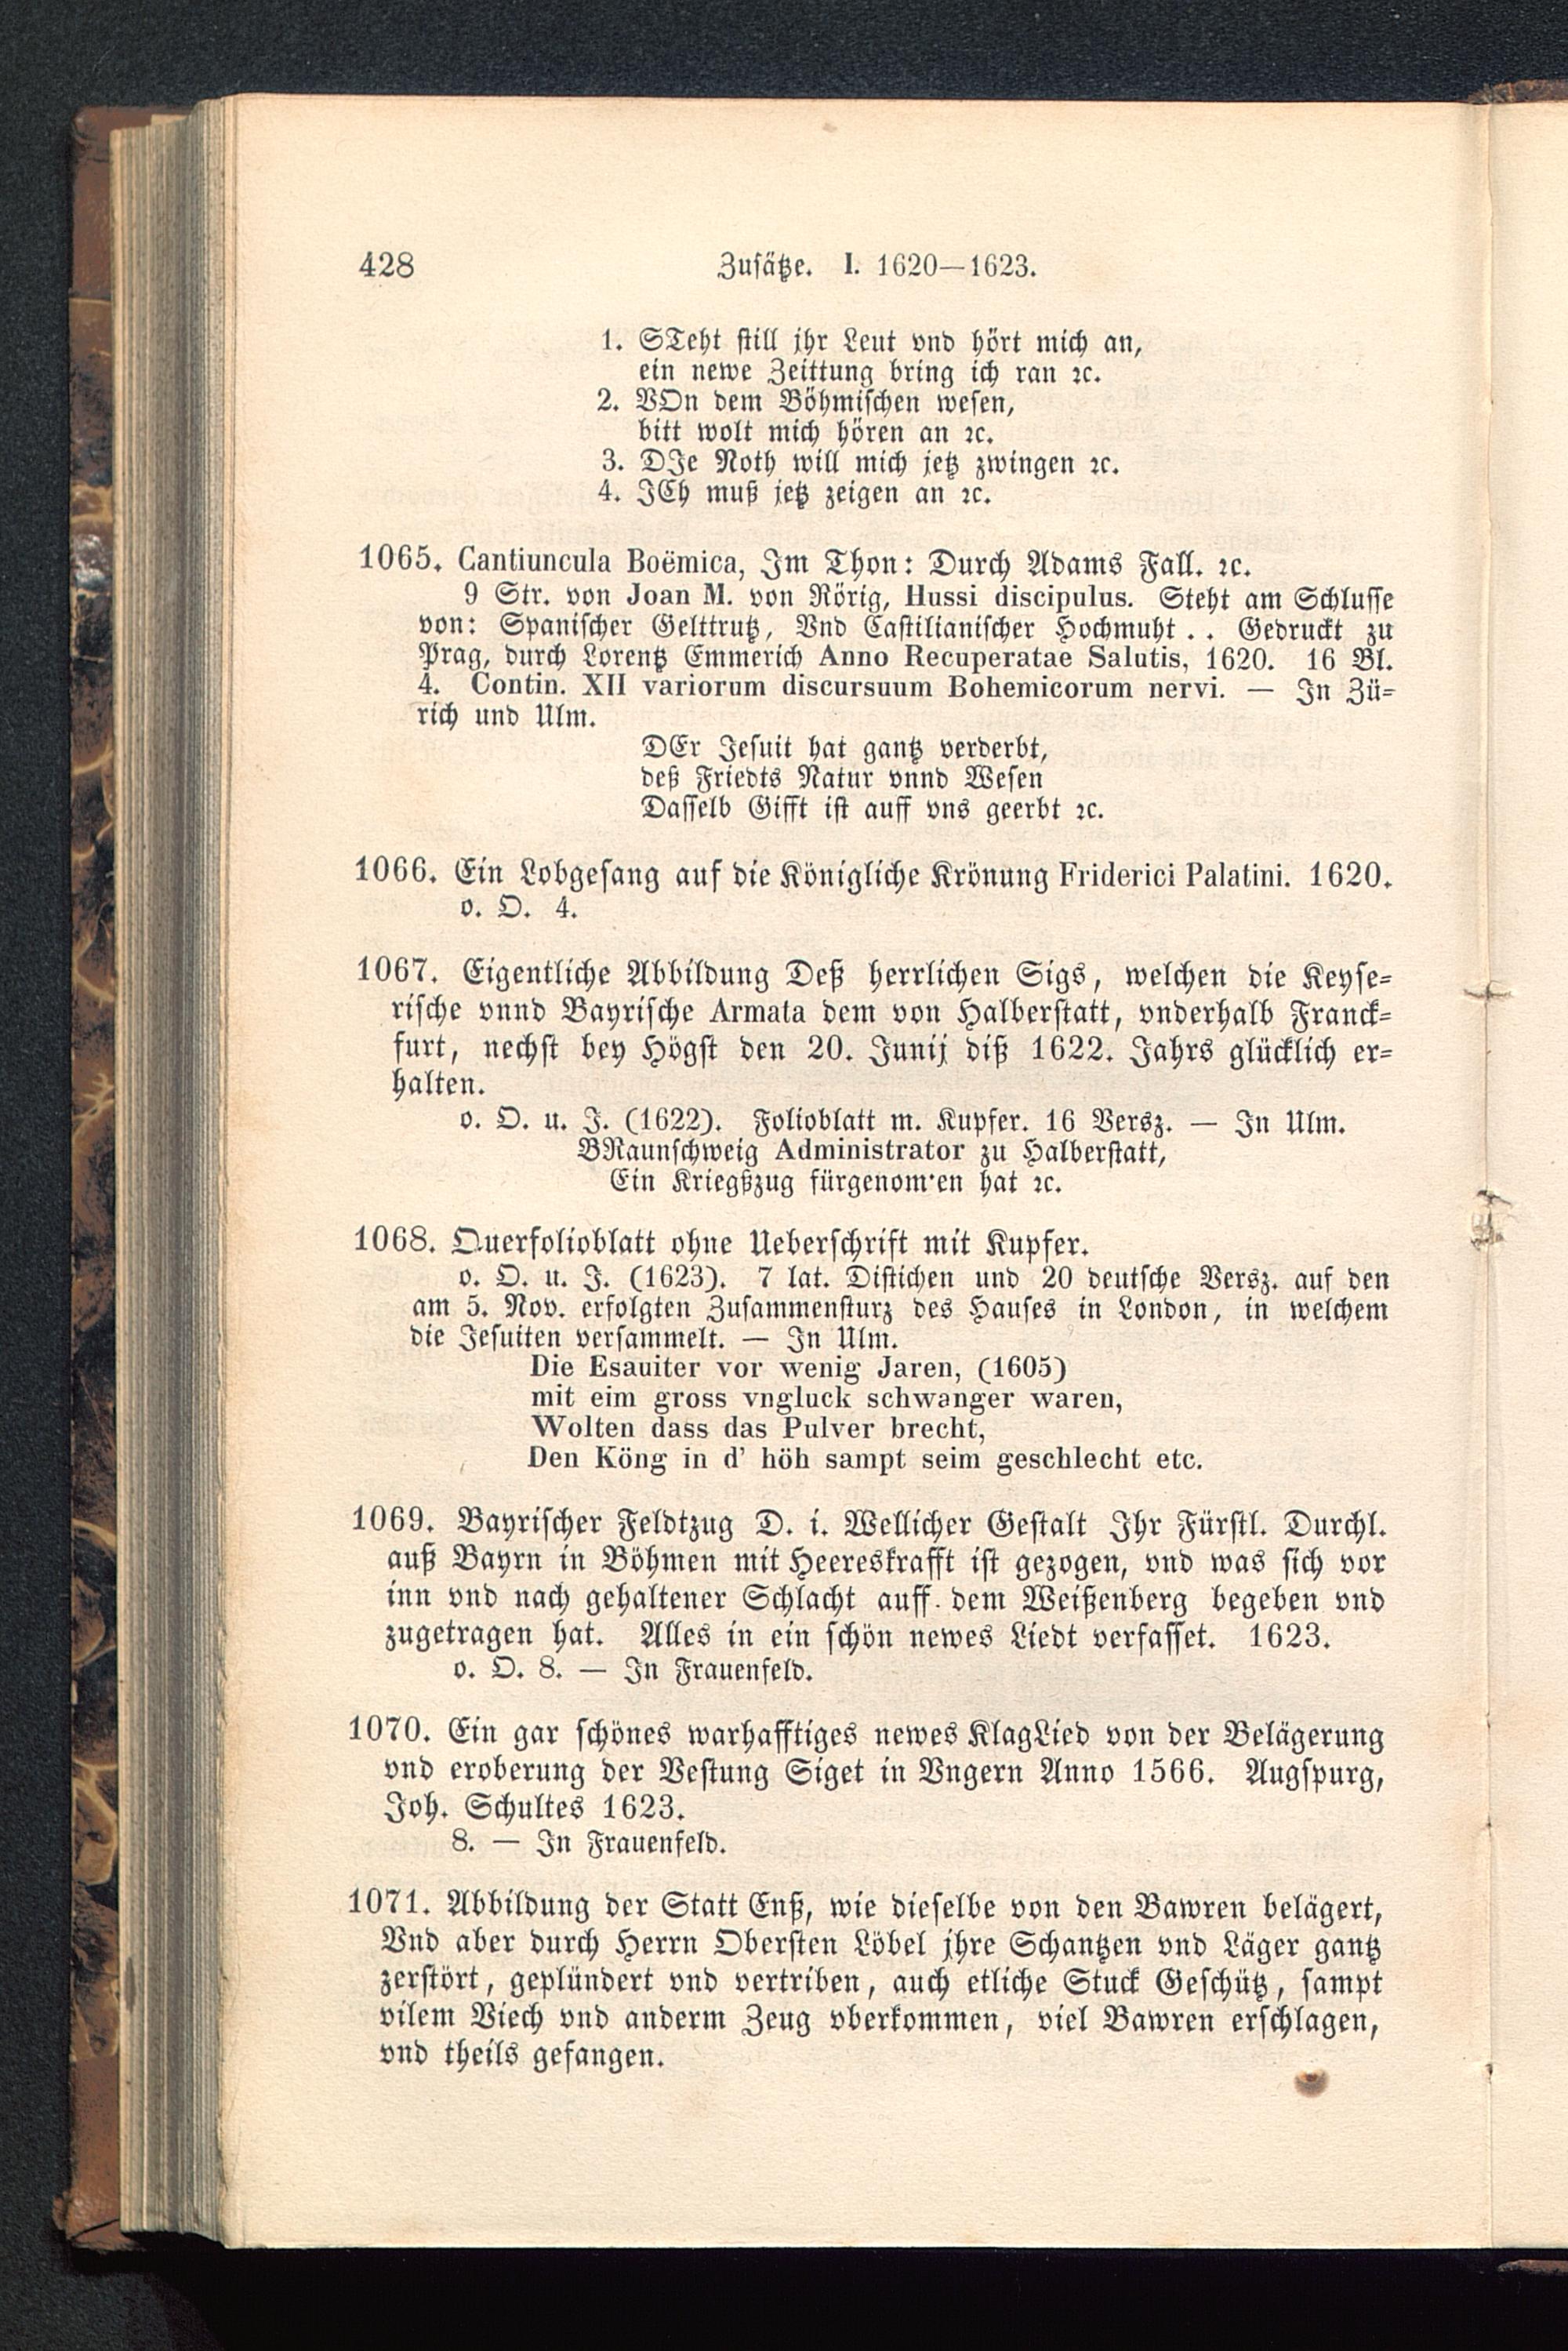 428 Zusätze. I. 1620—1623.
1. STeht still jhr Leut vnd hört mich an,
ein newe Zeittung bring ich ran ꝛc.
2. VOn dem Böhmischen wesen,
bitt wolt mich hören an ꝛc.
3. DIe Noth will mich jetz zwingen ꝛc.
4. ICh muß jetz zeigen an ꝛc.
1065. Cantiuncula Boëmica, Im Thon: Durch Adams Fall. ꝛc.
9 Str. von Joan M. von Rörig, Hussi discipulus. Steht am Schlusse
von: Spanischer Gelttrutz, Vnd Castilianischer Hochmuht . . Gedruckt zu
Prag, durch Lorentz Emmerich Anno Recuperatae Salutis, 1620. 16 Bl.
4. Contin. XII variorum discursuum Bohemicorum nervi. — In Zü-
rich und Ulm.
DEr Jesuit hat gantz verderbt,
deß Friedts Natur vnnd Wesen
Dasselb Gifft ist auff vns geerbt ꝛc.
1066. Ein Lobgesang auf die Königliche Krönung Friderici Palatini. 1620.
o. O. 4.
1067. Eigentliche Abbildung Deß herrlichen Sigs, welchen die Keyse-
rische vnnd Bayrische Armata dem von Halberstatt, vnderhalb Franck-
furt, nechst bey Högst den 20. Junij diß 1622. Jahrs glücklich er-
halten.
o. O. u. J. (1622). Folioblatt m. Kupfer. 16 Versz. — In Ulm.
BRaunschweig Administrator zu Halberstatt,
Ein Kriegßzug fürgenom·en hat ꝛc.
1068. Querfolioblatt ohne Ueberschrift mit Kupfer.
o. O. u. J. (1623). 7 lat. Distichen und 20 deutsche Versz. auf den
am 5. Nov. erfolgten Zusammensturz des Hauses in London, in welchem
die Jesuiten versammelt. — In Ulm.
Die Esauiter vor wenig Jaren, (1605)
mit eim gross vngluck schwanger waren,
Wolten dass das Pulver brecht,
Den Köng in d' höh sampt seim geschlecht etc.
1069. Bayrischer Feldtzug D. i. Wellicher Gestalt Ihr Fürstl. Durchl.
auß Bayrn in Böhmen mit Heereskrafft ist gezogen, vnd was sich vor
inn vnd nach gehaltener Schlacht auff dem Weißenberg begeben vnd
zugetragen hat. Alles in ein schön newes Liedt verfasset. 1623.
o. O. 8. — In Frauenfeld.
1070. Ein gar schönes warhafftiges newes KlagLied von der Belägerung
vnd eroberung der Vestung Siget in Vngern Anno 1566. Augspurg,
Joh. Schultes 1623.
8. — In Frauenfeld.
1071. Abbildung der Statt Enß, wie dieselbe von den Bawren belägert,
Vnd aber durch Herrn Obersten Löbel jhre Schantzen vnd Läger gantz
zerstört, geplündert vnd vertriben, auch etliche Stuck Geschütz, sampt
vilem Viech vnd anderm Zeug vberkommen, viel Bawren erschlagen,
vnd theils gefangen.